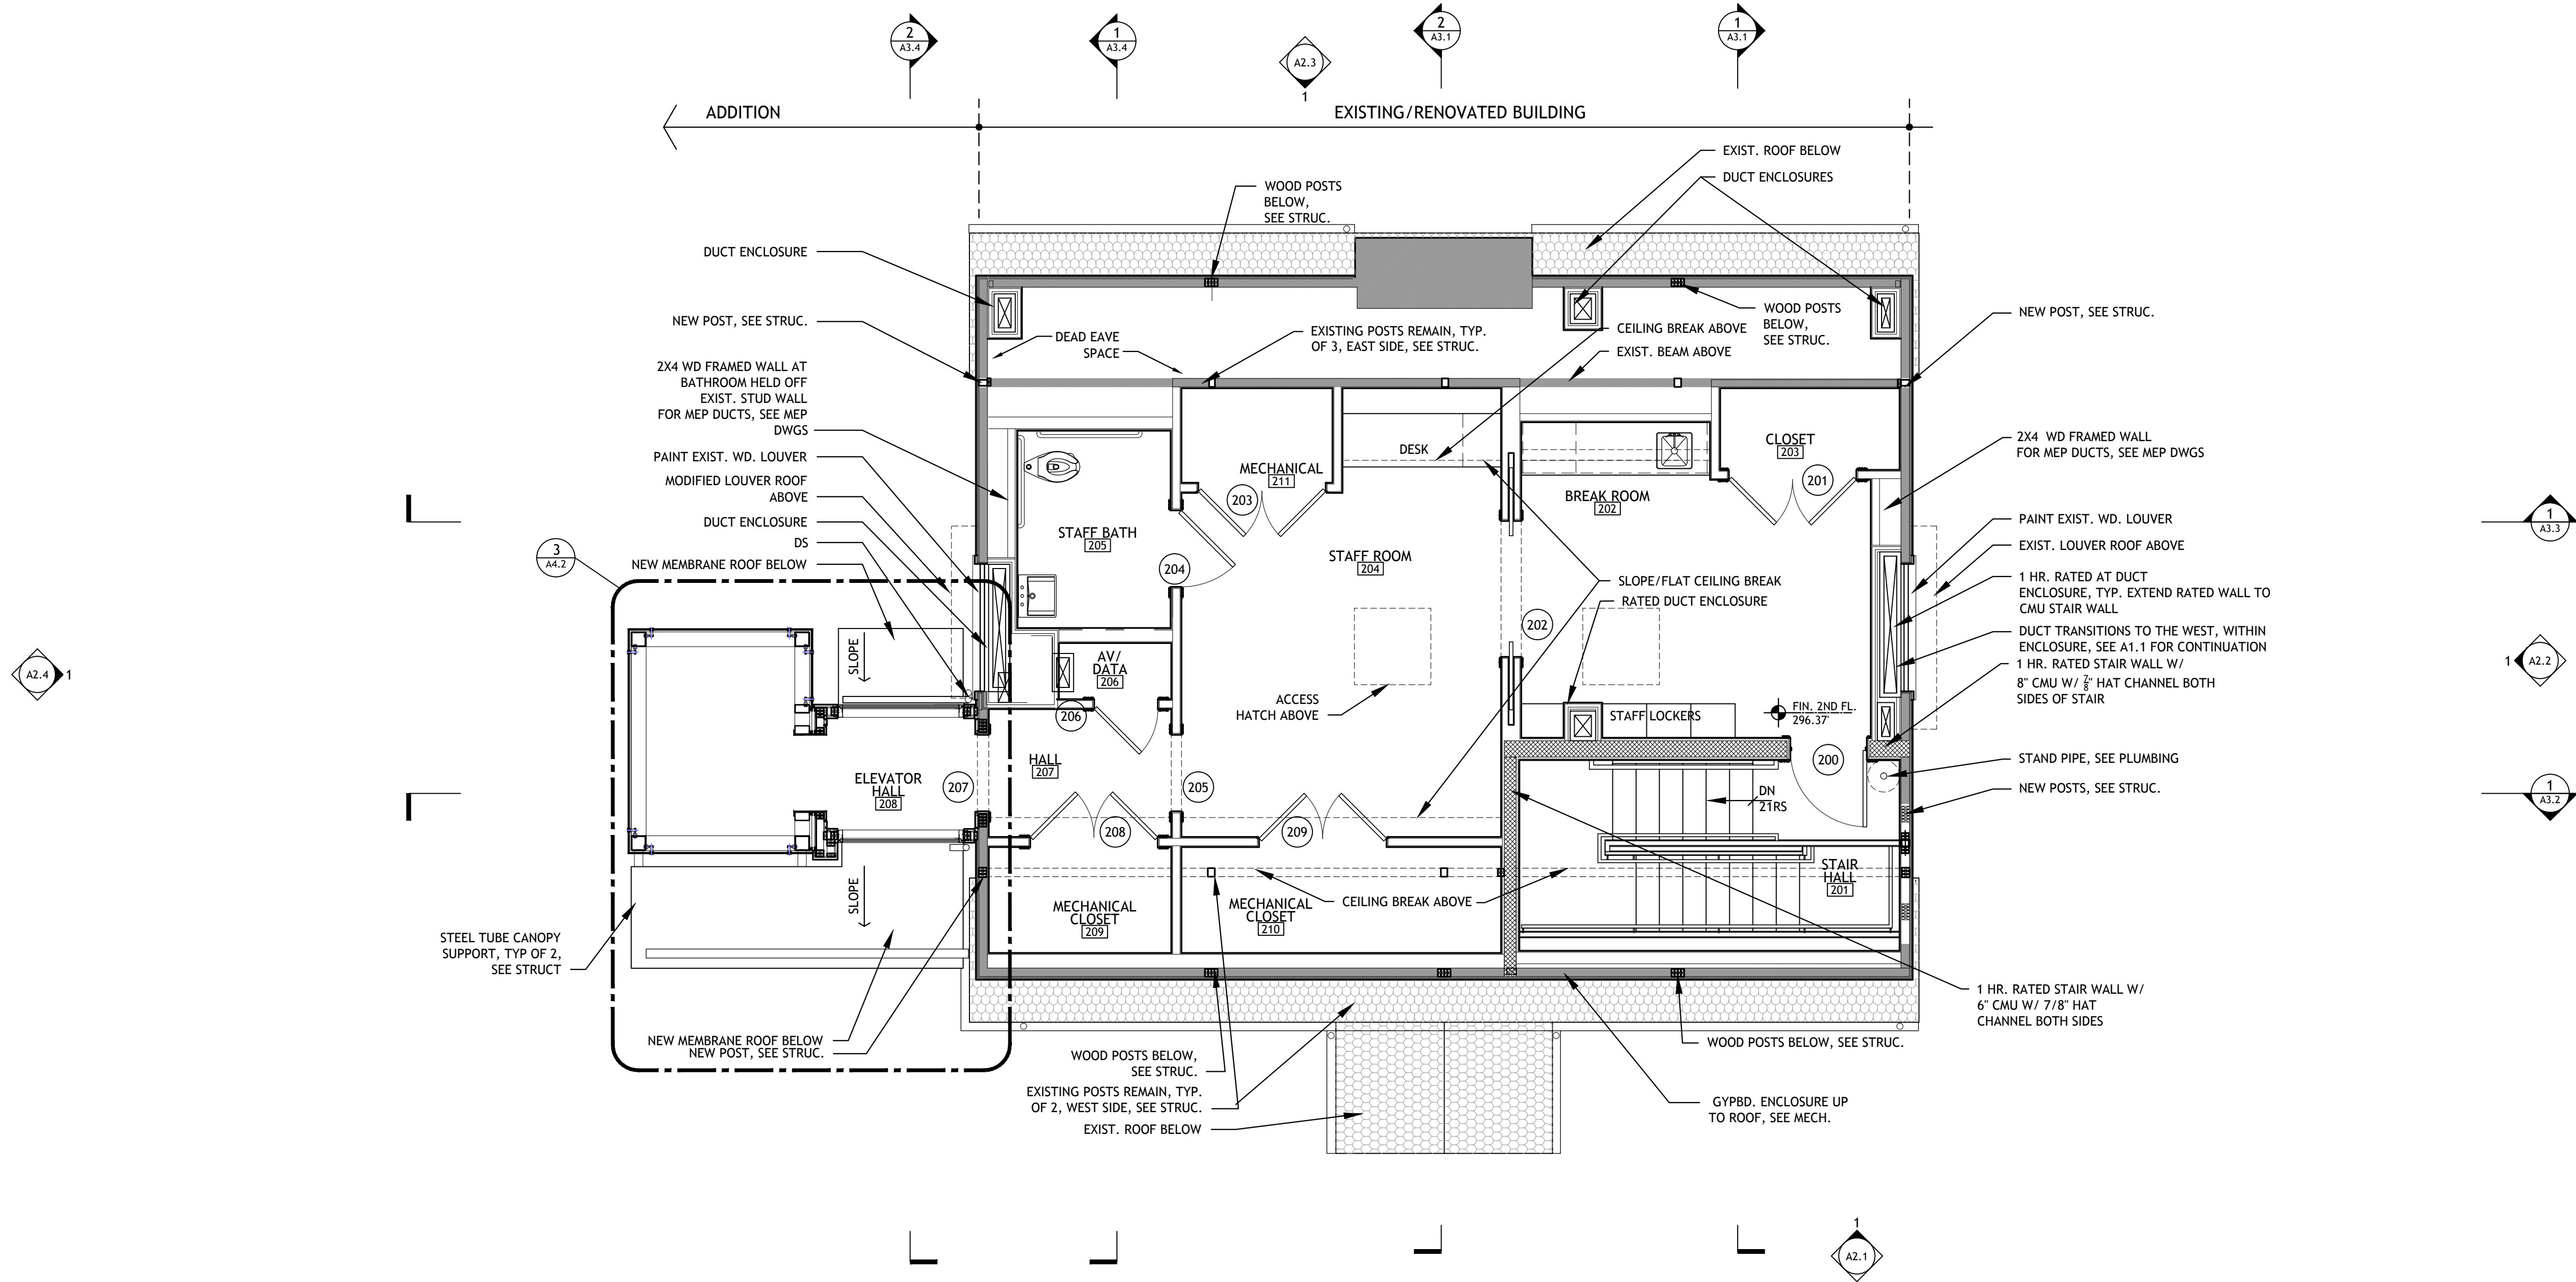 2
A3.4
1
A3.4
A2.3
1
2
A3.1
1
A3.1
ADDITION
EXISTING/RENOVATED BUILDING
EXIST. ROOF BELOW
DUCT ENCLOSURES
WOOD POSTS
BELOW,
SEE STRUC.
DUCT ENCLOSURE
NEW POST, SEE STRUC.
2X4 WD FRAMED WALL AT
BATHROOM HELD OFF
EXIST. STUD WALL
FOR MEP DUCTS, SEE MEP
DWGS
PAINT EXIST. WD. LOUVER
MODIFIED LOUVER ROOF
ABOVE
DUCT ENCLOSURE
DS
NEW MEMBRANE ROOF BELOW
3
A4.2
DEAD EAVE
SPACE
EXISTING POSTS REMAIN, TYP.
OF 3, EAST SIDE, SEE STRUC.
CEILING BREAK ABOVE
EXIST. BEAM ABOVE
WOOD POSTS
BELOW,
SEE STRUC.
NEW POST, SEE STRUC.
2X4 WD FRAMED WALL
FOR MEP DUCTS, SEE MEP DWGS
PAINT EXIST. WD. LOUVER
EXIST. LOUVER ROOF ABOVE
1 HR. RATED AT DUCT
ENCLOSURE, TYP. EXTEND RATED WALL TO
CMU STAIR WALL
DUCT TRANSITIONS TO THE WEST, WITHIN
ENCLOSURE, SEE A1.1 FOR CONTINUATION
1 HR. RATED STAIR WALL W/
8" CMU W/ 7/8" HAT CHANNEL BOTH
SIDES OF STAIR
STAND PIPE, SEE PLUMBING
NEW POSTS, SEE STRUC.
1
A3.3
1
A2.2
1
A3.2
A2.4
1
MECHANICAL
211
203
DESK
CLOSET
203
201
BREAK ROOM
202
STAFF BATH
205
204
STAFF ROOM
204
SLOPE/FLAT CEILING BREAK
RATED DUCT ENCLOSURE
202
AV/
DATA
206
206
ACCESS
HATCH ABOVE
STAFF LOCKERS
FIN. 2ND FL.
296.37'
200
SLOPE
HALL
207
ELEVATOR
HALL
208
207
205
208
209
DN
21RS
STAIR
HALL
201
SLOPE
MECHANICAL
CLOSET
209
MECHANICAL
CLOSET
210
CEILING BREAK ABOVE
STEEL TUBE CANOPY
SUPPORT, TYP OF 2,
SEE STRUCT
NEW MEMBRANE ROOF BELOW
NEW POST, SEE STRUC.
WOOD POSTS BELOW,
SEE STRUC.
EXISTING POSTS REMAIN, TYP.
OF 2, WEST SIDE, SEE STRUC.
EXIST. ROOF BELOW
WOOD POSTS BELOW, SEE STRUC.
GYPBD. ENCLOSURE UP
TO ROOF, SEE MECH.
1 HR. RATED STAIR WALL W/
6" CMU W/ 7/8" HAT
CHANNEL BOTH SIDES
1
A2.1